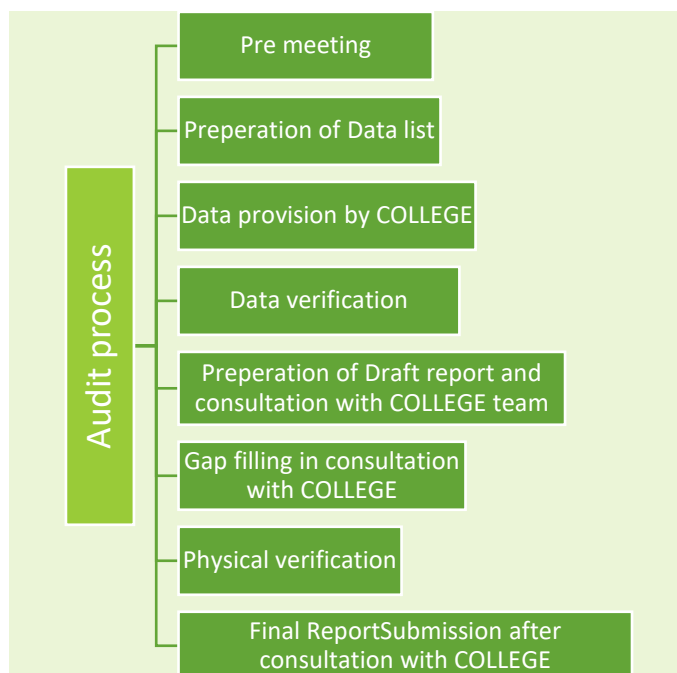 Audit process
Pre meeting
Preperation of Data list
Data provision by COLLEGE
Data verification
Preperation of Draft report and
consultation with COLLEGE team
Gap filling in consultation
with COLLEGE
Physical verification
Final ReportSubmission after
consultation with COLLEGE